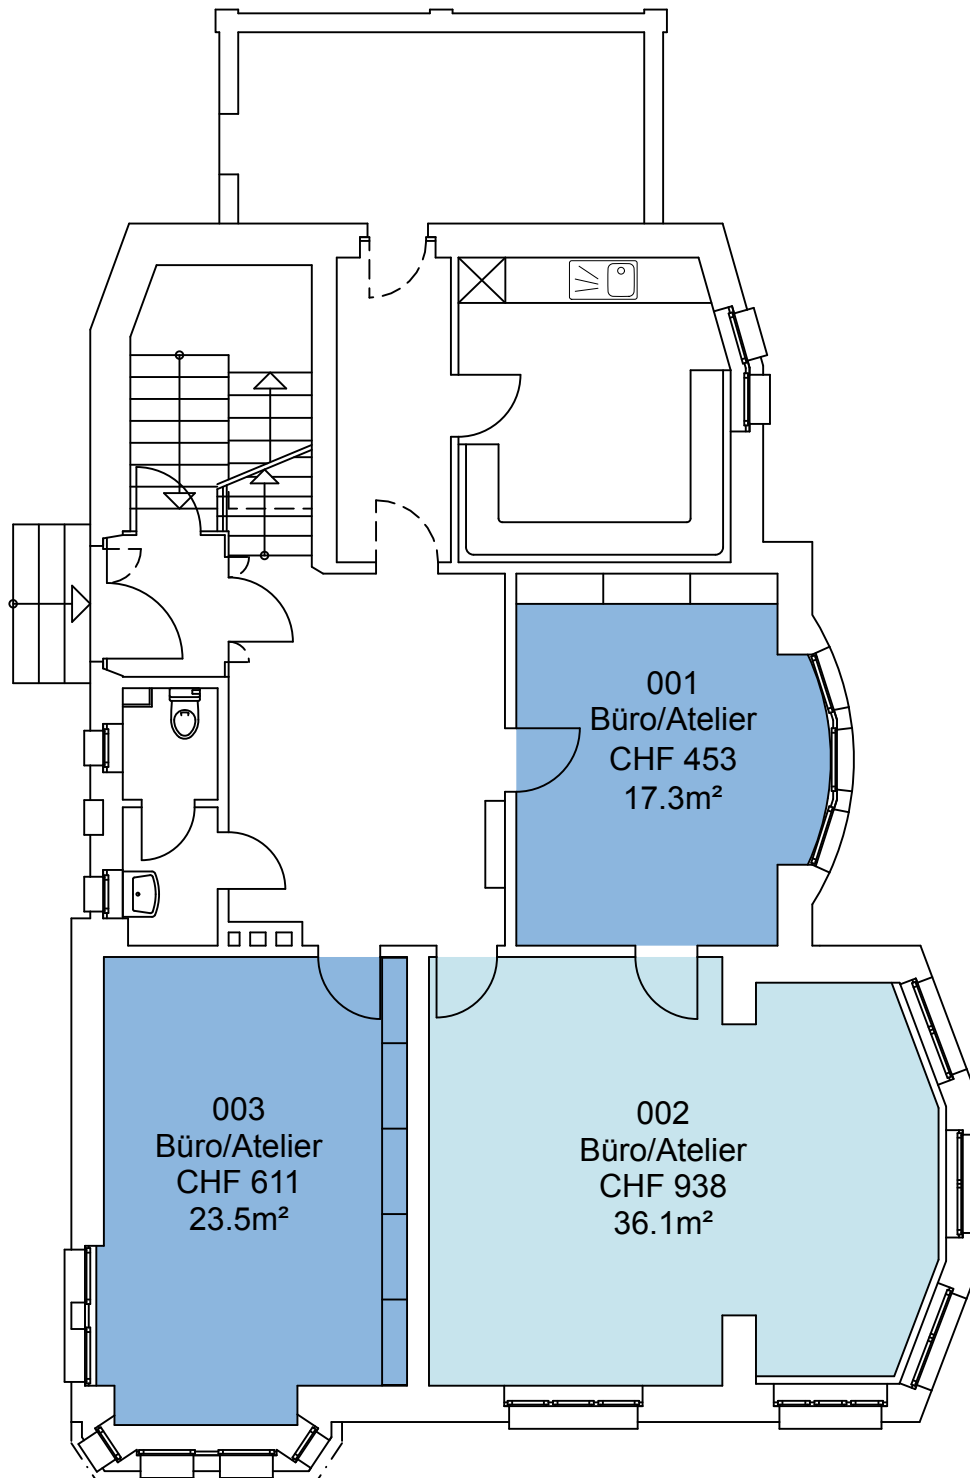 001
Büro/Atelier
CHF 453
17.3m²
003
Büro/Atelier
CHF 611
23.5m²
002
Büro/Atelier
CHF 938
36.1m²